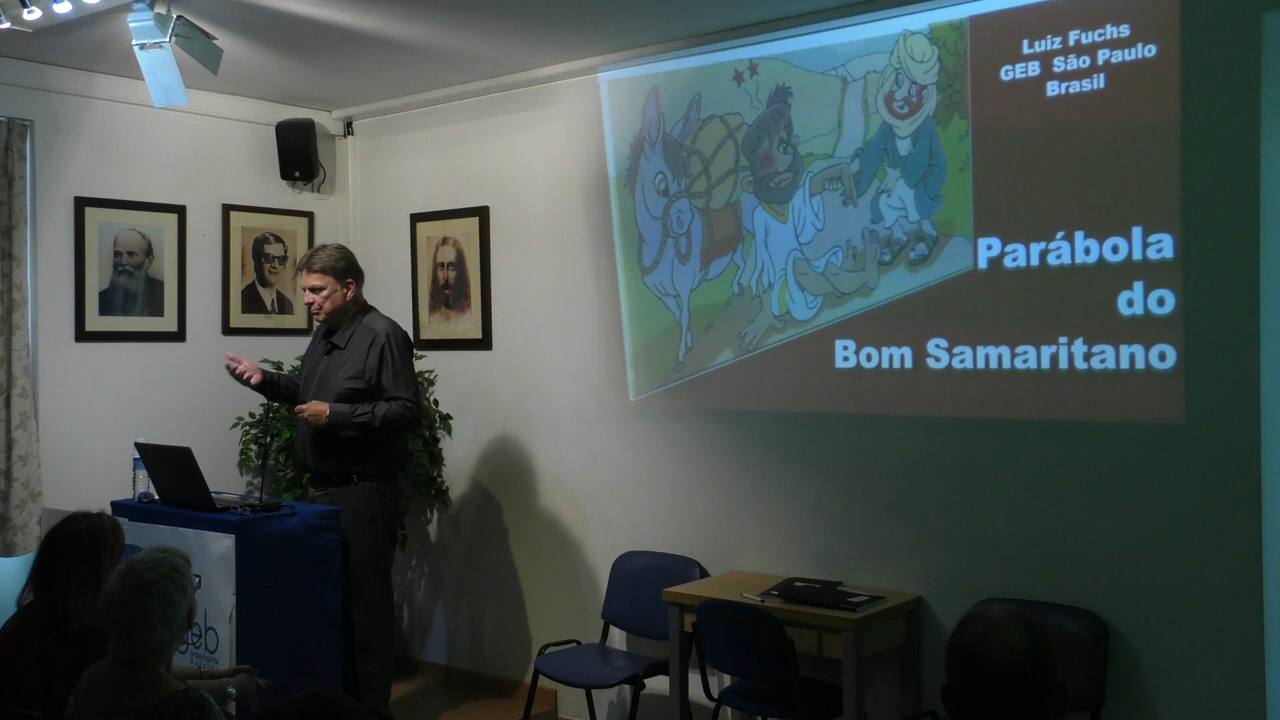 Luiz Fuchs
GEB São Paulo
Brasil
Parábola
do
Bom Samaritano
geb